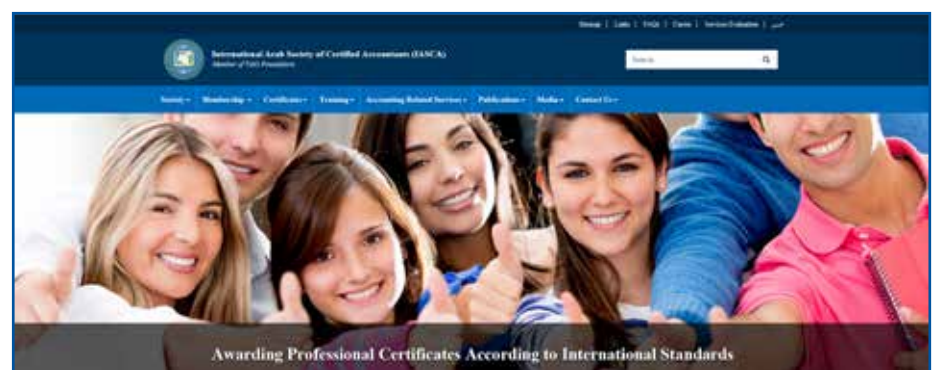 Sitemap | Links | FAQs | Career | Services Evaluation | عربي
International Arab Society of Certified Accountants (IASCA)
Member of TAG.Foundation
Search
Society Membership Certificates Training Accounting Related Services Publications Media Contact Us
Awarding Professional Certificates According to International Standards